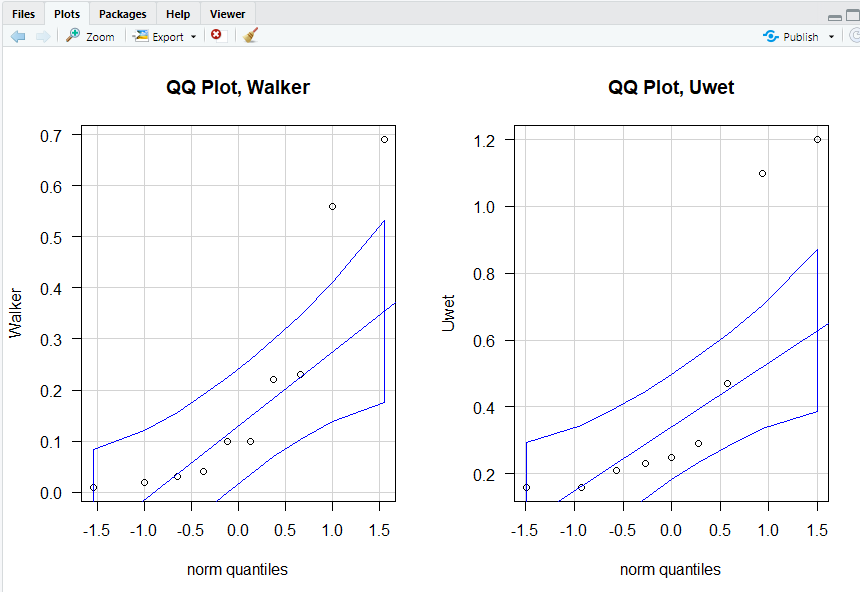 Files Plots Packages Help Viewer
Zoom Export Publish
QQ Plot, Walker
Walker
0.7
0.6
0.5
0.4
0.3
0.2
0.1
0.0
-1.5 -1.0 -0.5 0.0 0.5 1.0 1.5
norm quantiles
QQ Plot, Uwet
Uwet
1.2
1.0
0.8
0.6
0.4
0.2
-1.5 -1.0 -0.5 0.0 0.5 1.0 1.5
norm quantiles